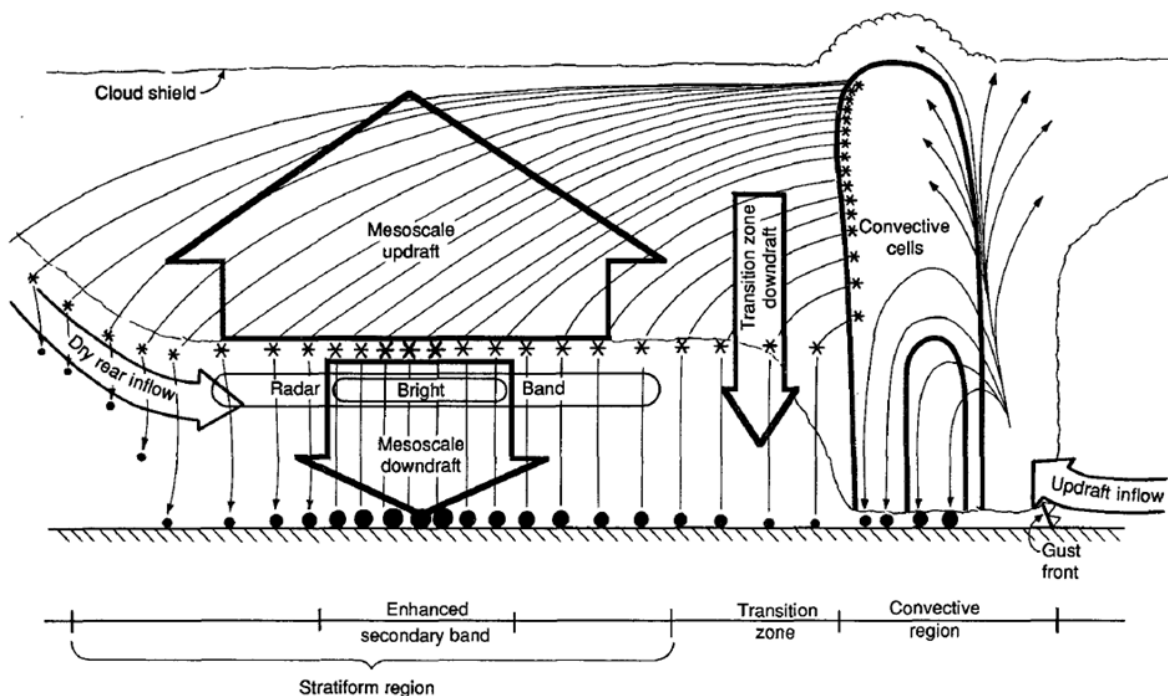 Cloud shield
Mesoscale
updraft
Transition zone
downdraft
Convective
cells
Dry rear inflow
Radar
Bright
Band
Mesoscale
downdraft
Updraft inflow
Gust
front
Enhanced
secondary band
Transition
zone
Convective
region
Stratiform region